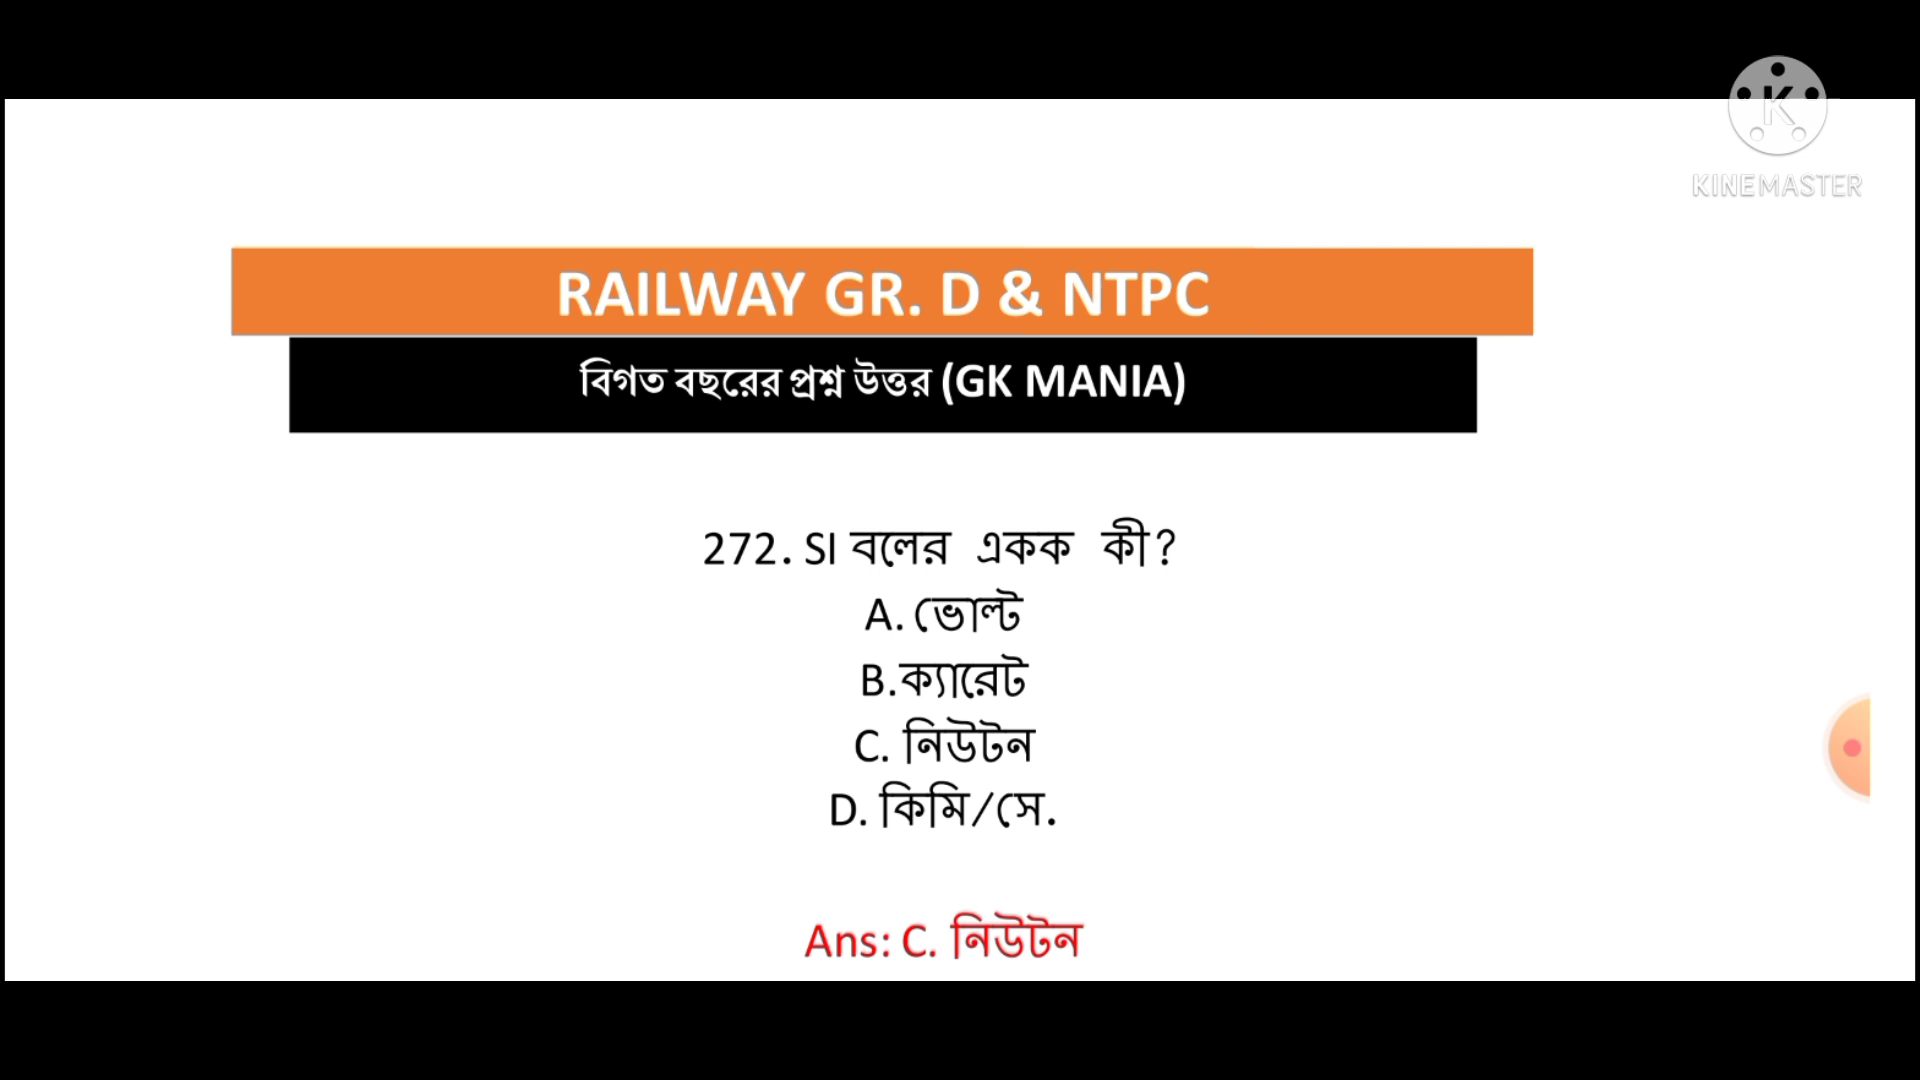 K
KINEMASTER
RAILWAY GR. D & NTPC
বিগত বছরের প্রশ্ন উত্তর (GK MANIA)
272. SI বলের একক কী?
A. ভোল্ট
B.ক্যারেট
C. নিউটন
D. কিমি/সে.
Ans: C. নিউটন